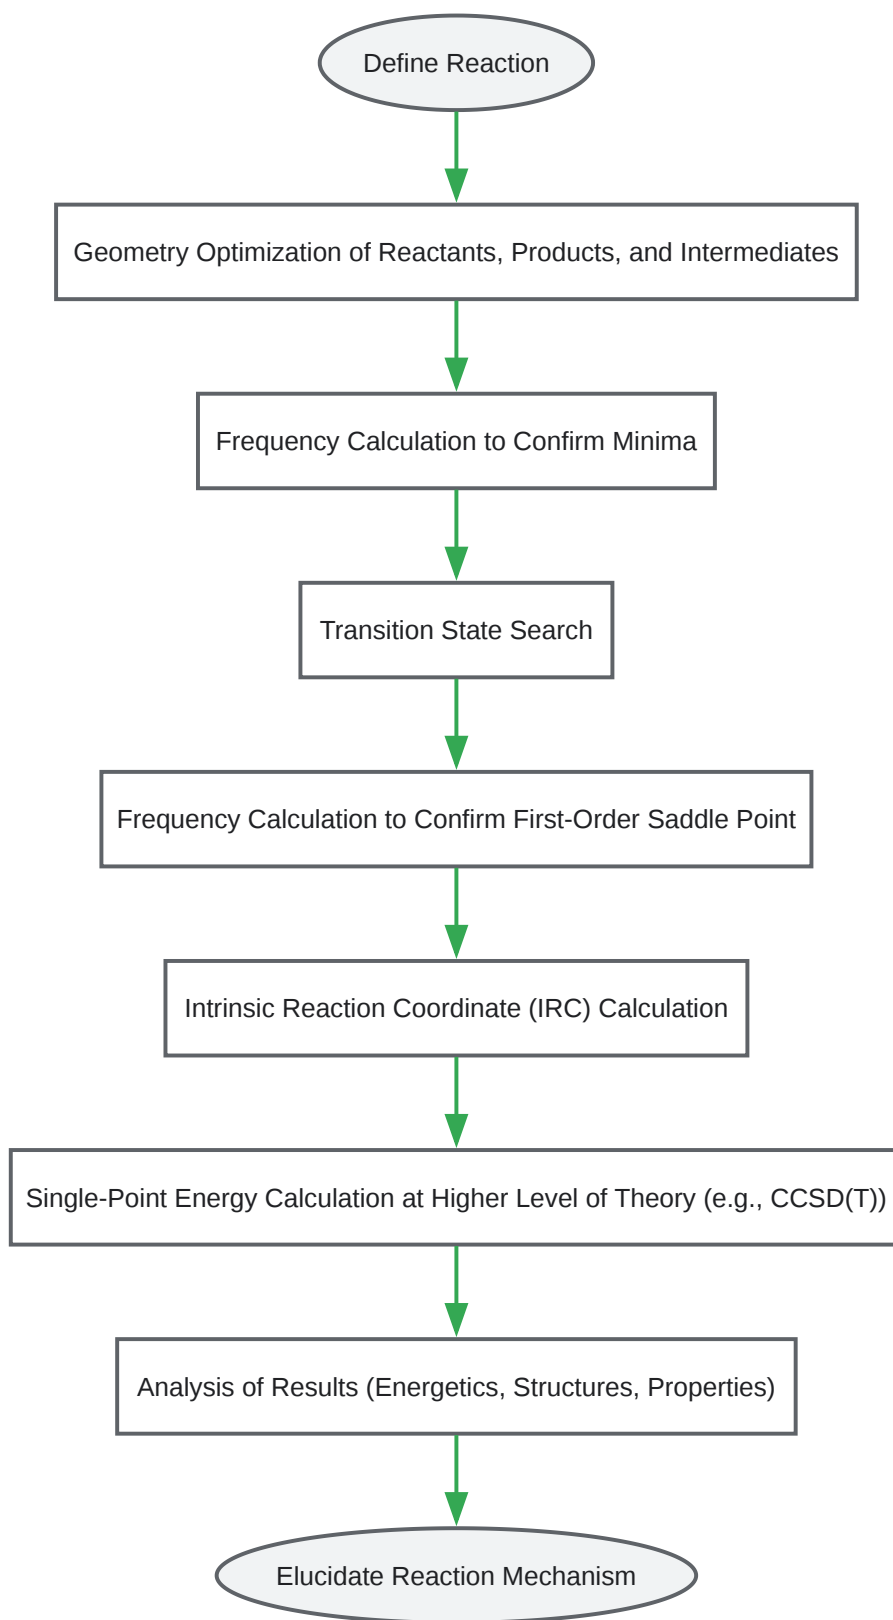 Define Reaction
Geometry Optimization of Reactants, Products, and Intermediates
Frequency Calculation to Confirm Minima
Transition State Search
Frequency Calculation to Confirm First-Order Saddle Point
Intrinsic Reaction Coordinate (IRC) Calculation
Single-Point Energy Calculation at Higher Level of Theory (e.g., CCSD(T))
Analysis of Results (Energetics, Structures, Properties)
Elucidate Reaction Mechanism